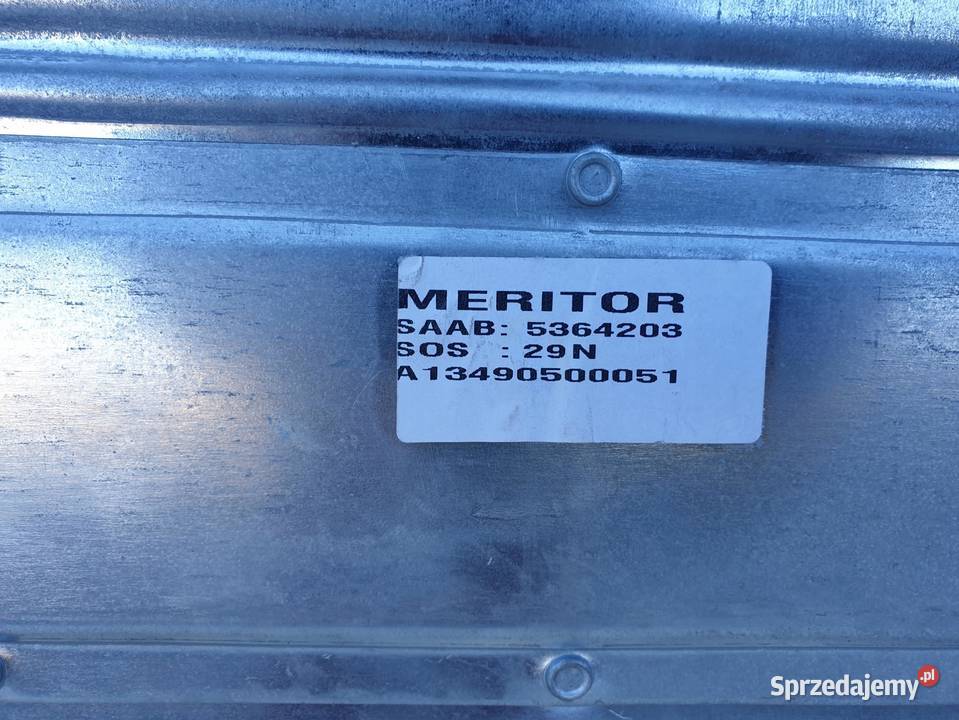 MERITOR
SAAB: 5364203
SOS : 29N
A13490500051
Sprzedajemy.pl